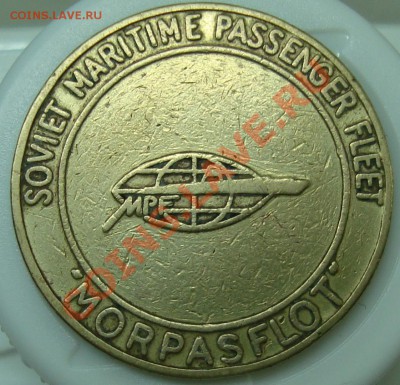 COINS.LAVE.RU
SOVIET MARITIME PASSENGER FLEET
MPF
"MORPASFLOT"
COINS.LAVE.RU